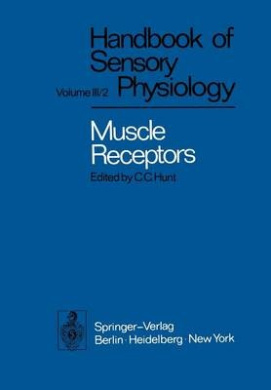 Handbook of
Sensory
Volume III/2 Physiology
Muscle
Receptors
Edited by C.C. Hunt
Springer-Verlag
Berlin · Heidelberg · New York